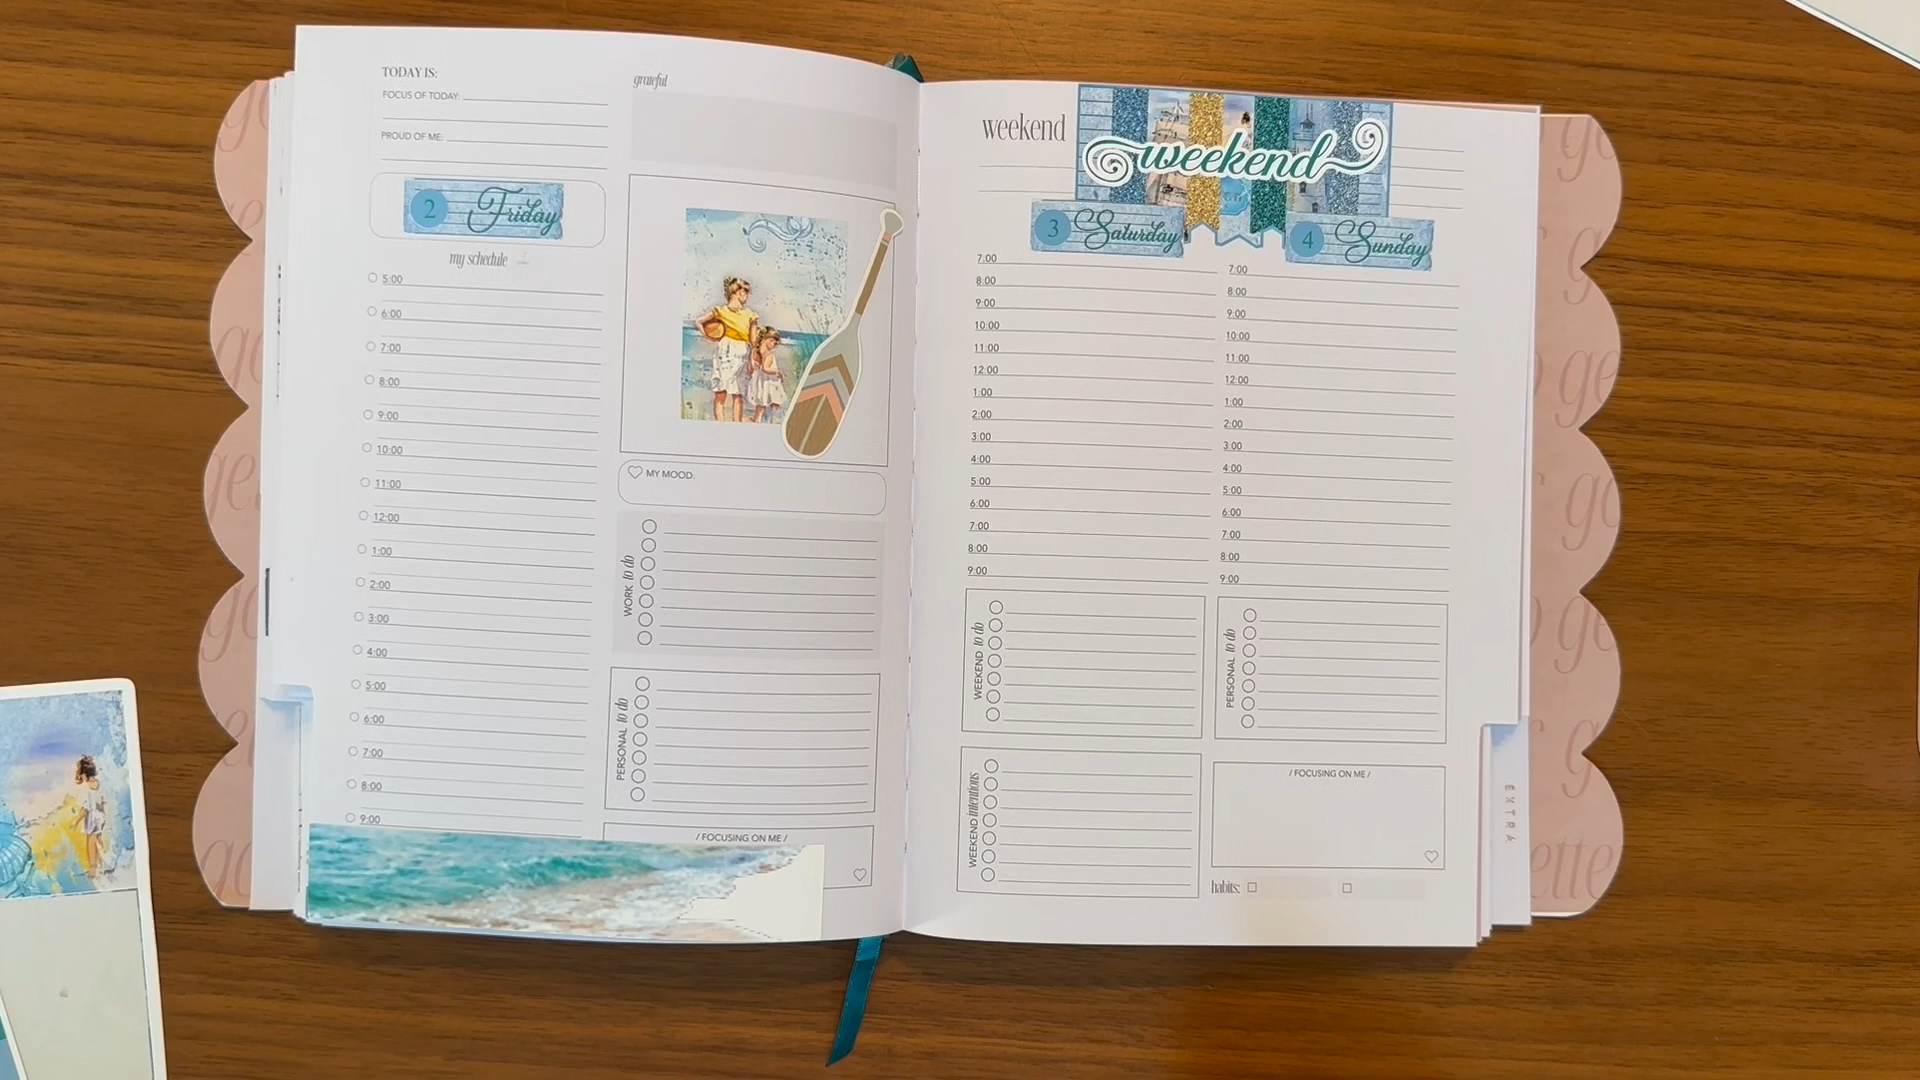 TODAY IS:
FOCUS OF TODAY:
PROUD OF ME:
2 Friday
my schedule
5:00
6:00
7:00
8:00
9:00
10:00
11:00
12:00
1:00
2:00
3:00
4:00
5:00
6:00
7:00
8:00
9:00
grateful
MY MOOD:
WORK to do
PERSONAL to do
/ FOCUSING ON ME /
weekend
weekend
3 Saturday
7:00
8:00
9:00
10:00
11:00
12:00
1:00
2:00
3:00
4:00
5:00
6:00
7:00
8:00
9:00
4 Sunday
7:00
8:00
9:00
10:00
11:00
12:00
1:00
2:00
3:00
4:00
5:00
6:00
7:00
8:00
9:00
WEEKEND to do
PERSONAL to do
WEEKEND intentions
/ FOCUSING ON ME /
habits:
EXTRA